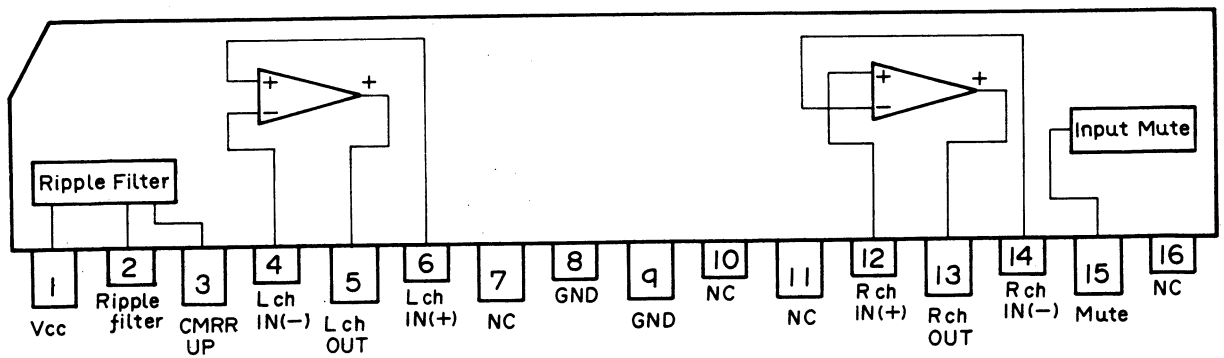 +
−
+
+
−
+
Input Mute
Ripple Filter
1
2
3
4
5
6
7
8
9
10
11
12
13
14
15
16
Vcc
Ripple
filter
CMRR
UP
L ch
IN(−)
L ch
OUT
L ch
IN(+)
NC
GND
GND
NC
NC
R ch
IN(+)
R ch
OUT
R ch
IN(−)
Mute
NC